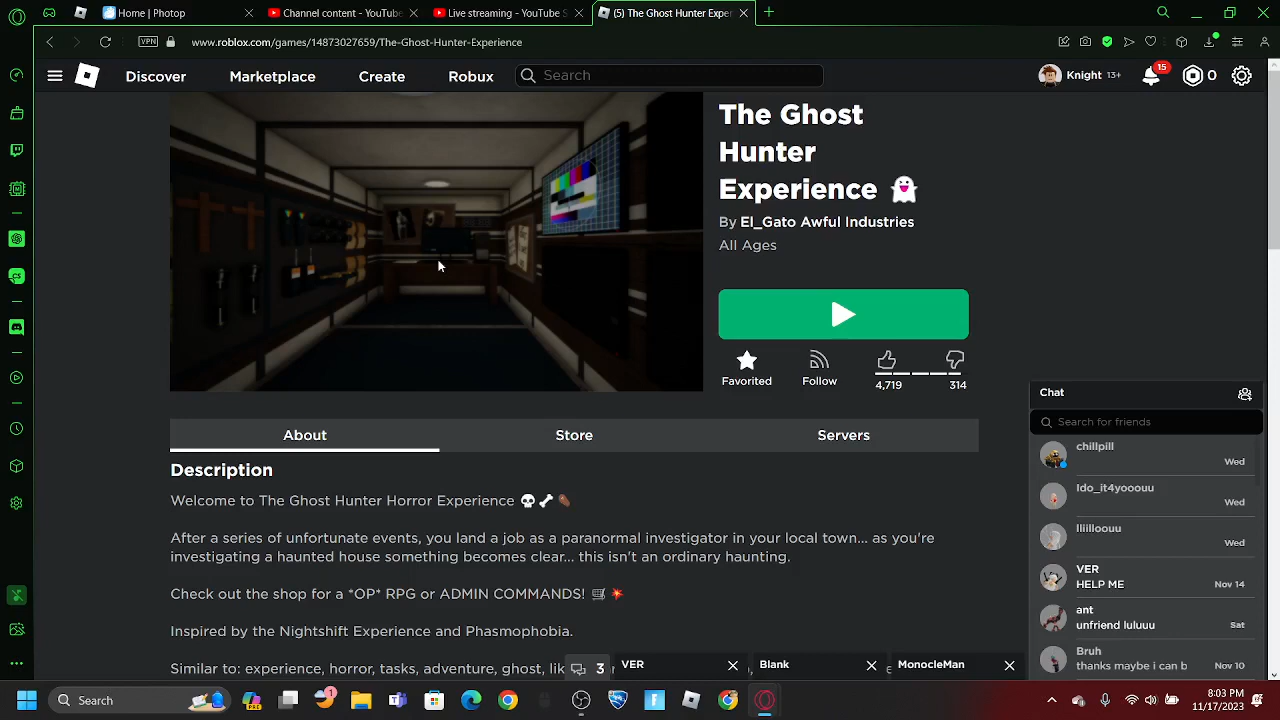 Home | Photop
Channel content - YouTube
Live streaming - YouTube S
(5) The Ghost Hunter Exper
VPN
www.roblox.com/games/14873027659/The-Ghost-Hunter-Experience
Discover
Marketplace
Create
Robux
Search
Knight 13+
15
0
The Ghost
Hunter
Experience 👻
By El_Gato Awful Industries
All Ages
Favorited
Follow
4,719
314
About
Store
Servers
Description
Welcome to The Ghost Hunter Horror Experience 💀🦴⚰️
After a series of unfortunate events, you land a job as a paranormal investigator in your local town... as you're
investigating a haunted house something becomes clear... this isn't an ordinary haunting.
Check out the shop for a *OP* RPG or ADMIN COMMANDS! 🛒 💥
Inspired by the Nightshift Experience and Phasmophobia.
Similar to: experience, horror, tasks, adventure, ghost, lik
Chat
Search for friends
chillpill
Wed
Ido_it4yooouu
Wed
lliilloouu
Wed
VER
HELP ME
Nov 14
ant
unfriend luluuu
Sat
Bruh
thanks maybe i can b
Nov 10
3
VER
Blank
MonocleMan
Search
PRE
1
8:03 PM
11/17/2023